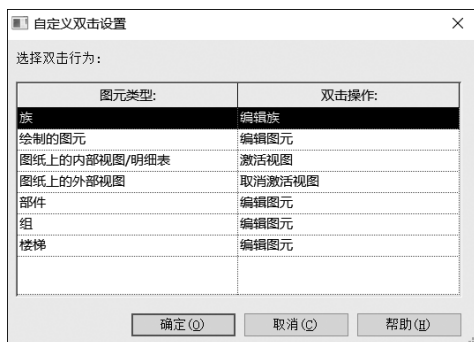 自定义双击设置
选择双击行为:
图元类型: 双击操作:
族 编辑族
绘制的图元 编辑图元
图纸上的内部视图/明细表 激活视图
图纸上的外部视图 取消激活视图
部件 编辑图元
组 编辑图元
楼梯 编辑图元
确定(O) 取消(C) 帮助(H)